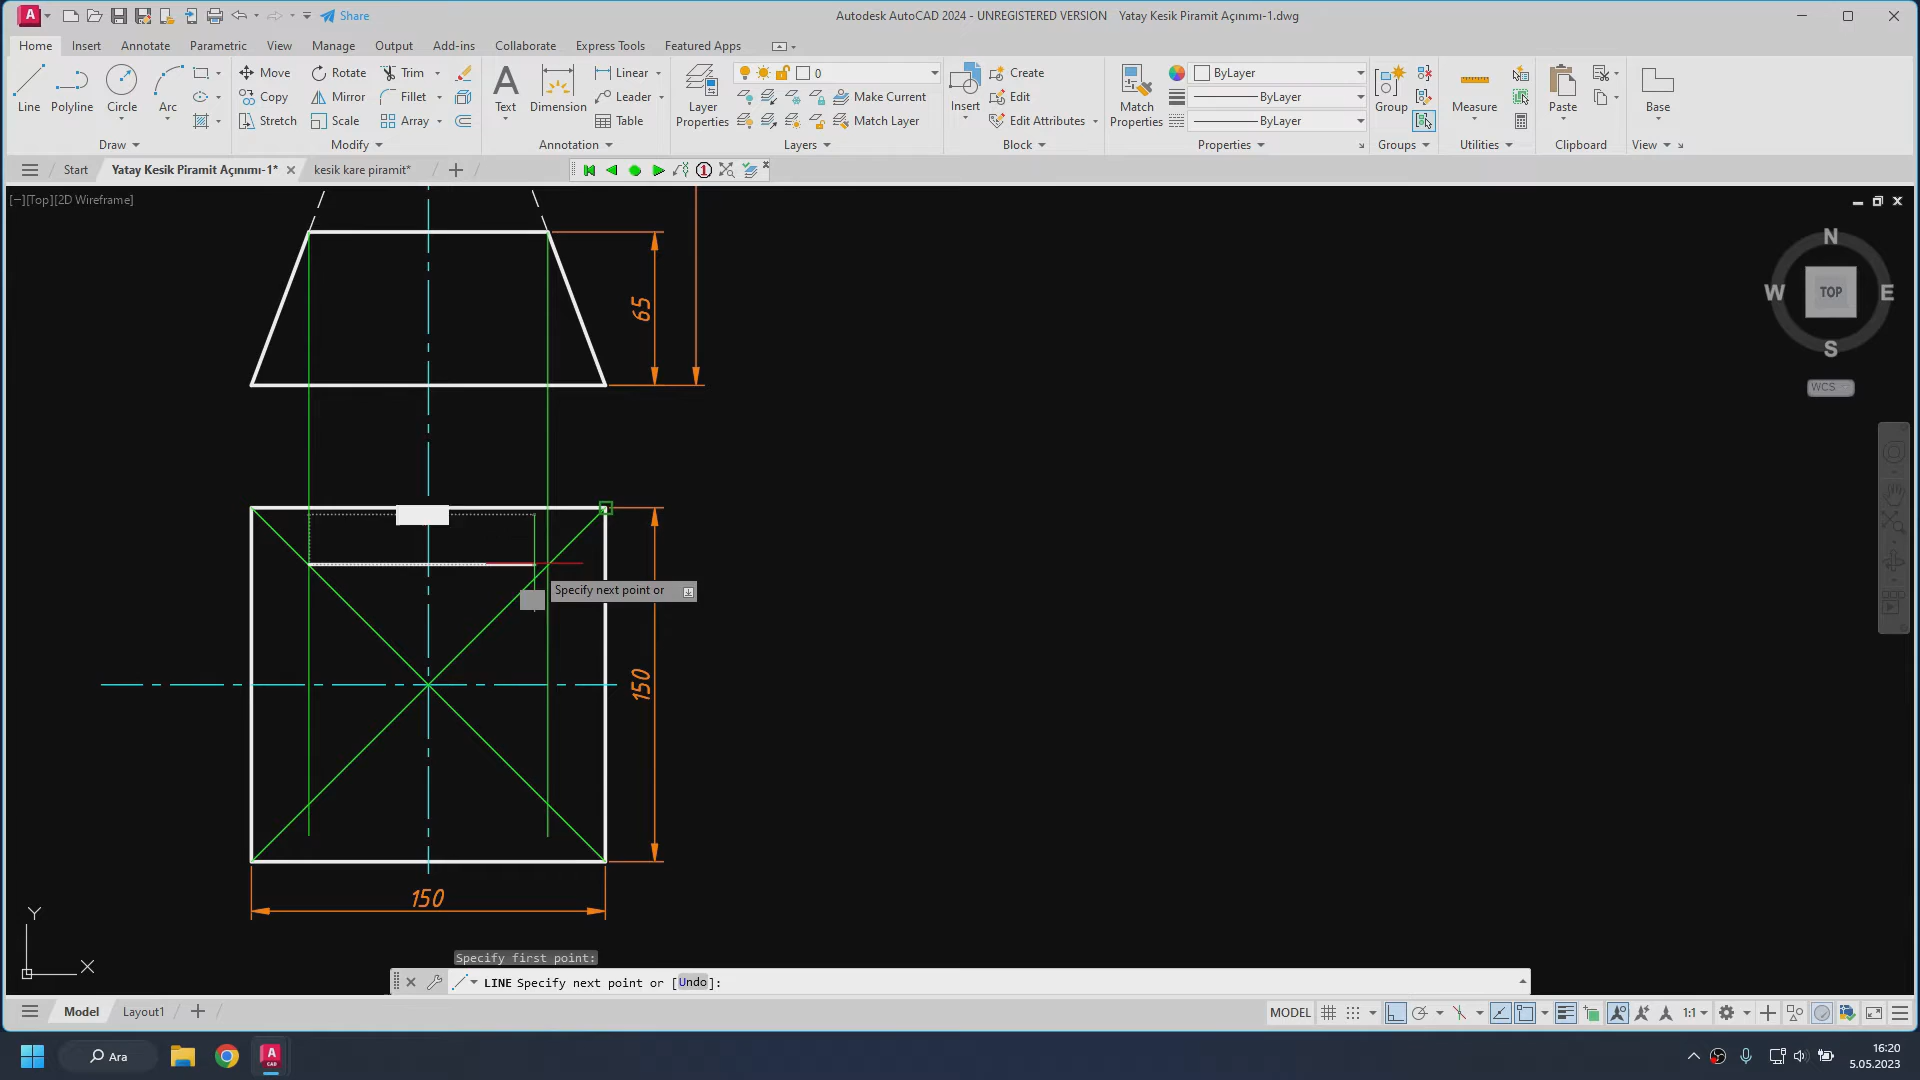 Share
Autodesk AutoCAD 2024 - UNREGISTERED VERSION Yatay Kesik Piramit Açınımı-1.dwg
Home Insert Annotate Parametric View Manage Output Add-ins Collaborate Express Tools Featured Apps
Line Polyline Circle Arc
Move Rotate Trim
Copy Mirror Fillet
Stretch Scale Array
Text Dimension
Linear
Leader
Table
Layer Properties
0
Make Current
Match Layer
Insert
Create
Edit
Edit Attributes
Match Properties
ByLayer
ByLayer
ByLayer
Group
Measure
Paste
Base
Draw Modify Annotation Layers Block Properties Groups Utilities Clipboard View
Start Yatay Kesik Piramit Açınımı-1* kesik kare piramit*
[−][Top][2D Wireframe]
N
W TOP E
S
WCS
65
Specify next point or
150
150
Y
X
Specify first point:
LINE Specify next point or [Undo]:
Model Layout1
MODEL 1:1
Ara
16:20
5.05.2023